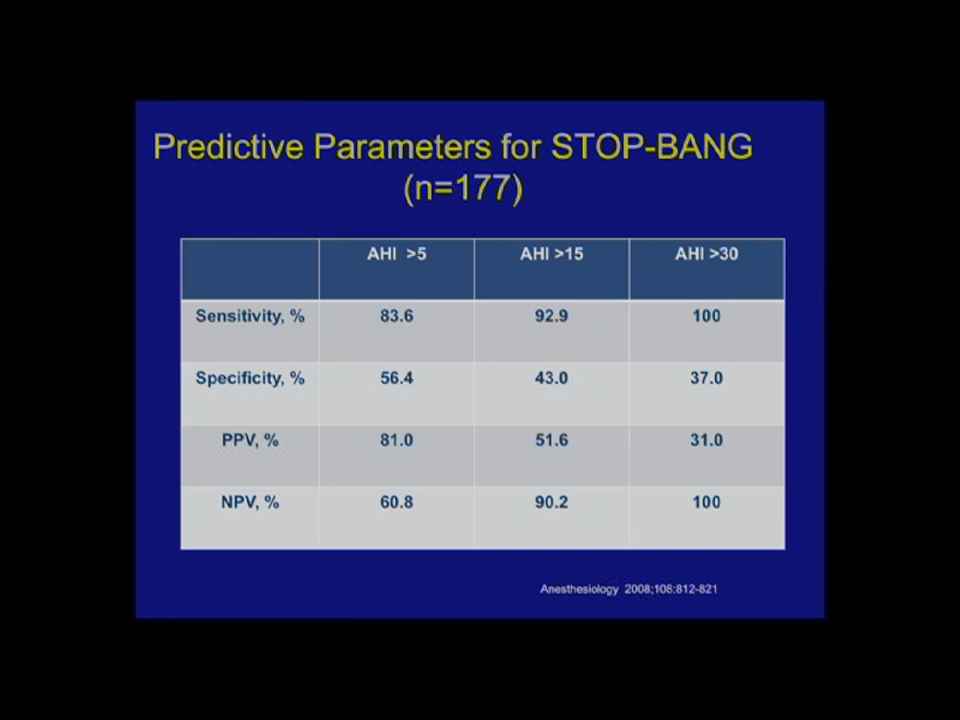 Predictive Parameters for STOP-BANG
(n=177)
AHI >5 AHI >15 AHI >30
Sensitivity, % 83.6 92.9 100
Specificity, % 56.4 43.0 37.0
PPV, % 81.0 51.6 31.0
NPV, % 60.8 90.2 100
Anesthesiology 2008;108:812-821